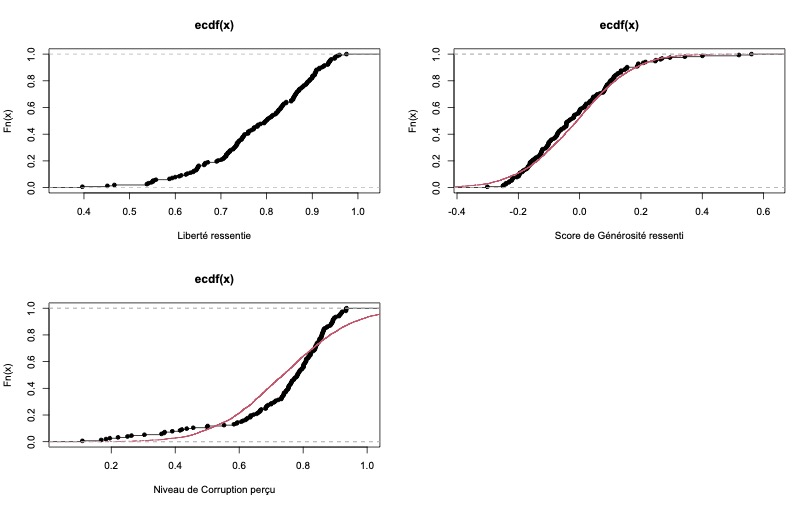 ecdf(x)
Fn(x)
0.0 0.2 0.4 0.6 0.8 1.0
0.4 0.5 0.6 0.7 0.8 0.9 1.0
Liberté ressentie
ecdf(x)
Fn(x)
0.0 0.2 0.4 0.6 0.8 1.0
-0.4 -0.2 0.0 0.2 0.4 0.6
Score de Générosité ressenti
ecdf(x)
Fn(x)
0.0 0.2 0.4 0.6 0.8 1.0
0.2 0.4 0.6 0.8 1.0
Niveau de Corruption perçu